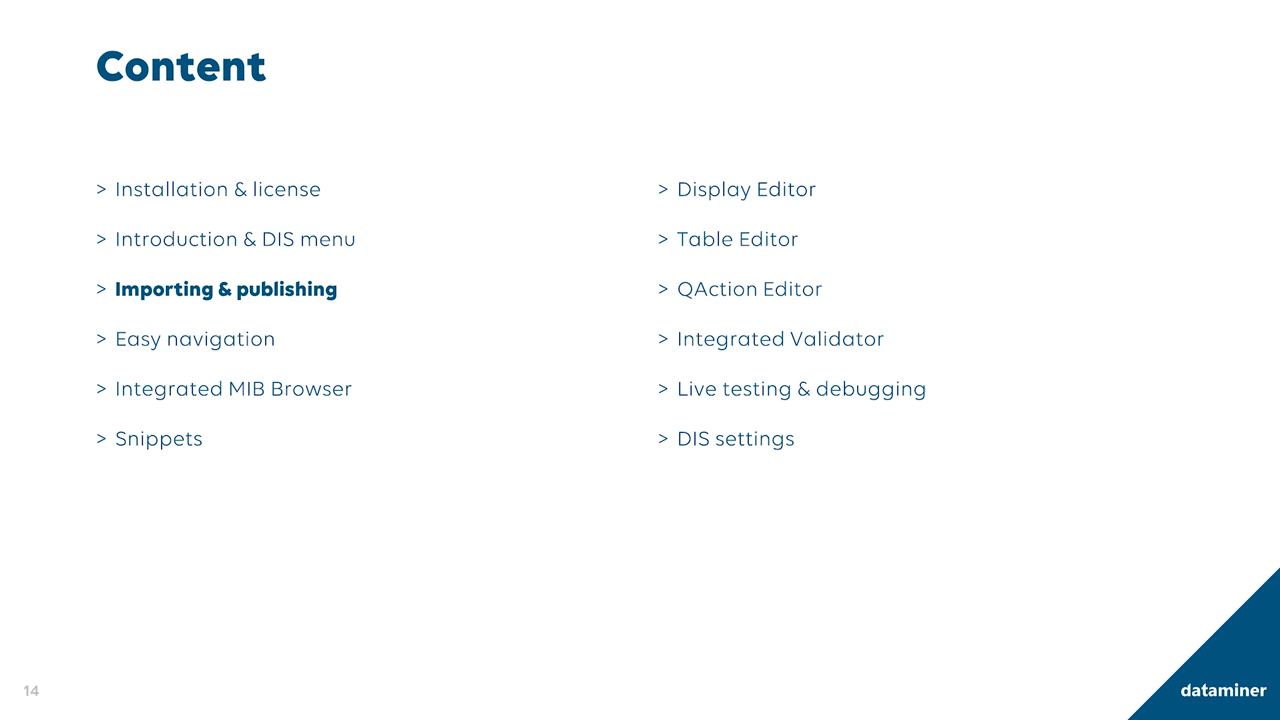 Content
> Installation & license
> Introduction & DIS menu
> Importing & publishing
> Easy navigation
> Integrated MIB Browser
> Snippets
> Display Editor
> Table Editor
> QAction Editor
> Integrated Validator
> Live testing & debugging
> DIS settings
14
dataminer